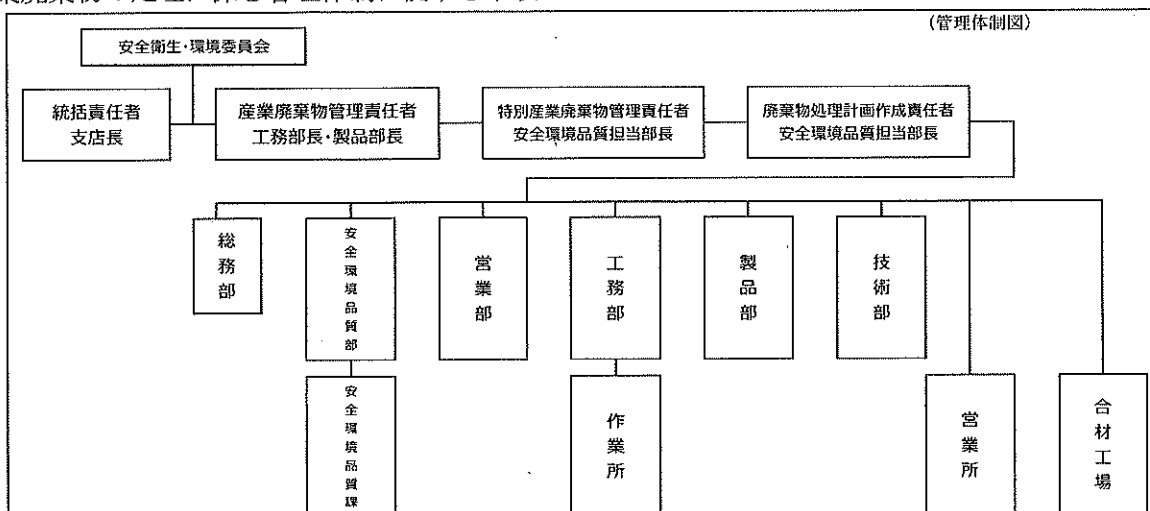 (管理体制図)
安全衛生・環境委員会
統括責任者
支店長
産業廃棄物管理責任者
工務部長・製品部長
特別産業廃棄物管理責任者
安全環境品質担当部長
廃棄物処理計画作成責任者
安全環境品質担当部長
総務部
安全環境品質部
営業部
工務部
製品部
技術部
安全環境品質課
作業所
営業所
合材工場